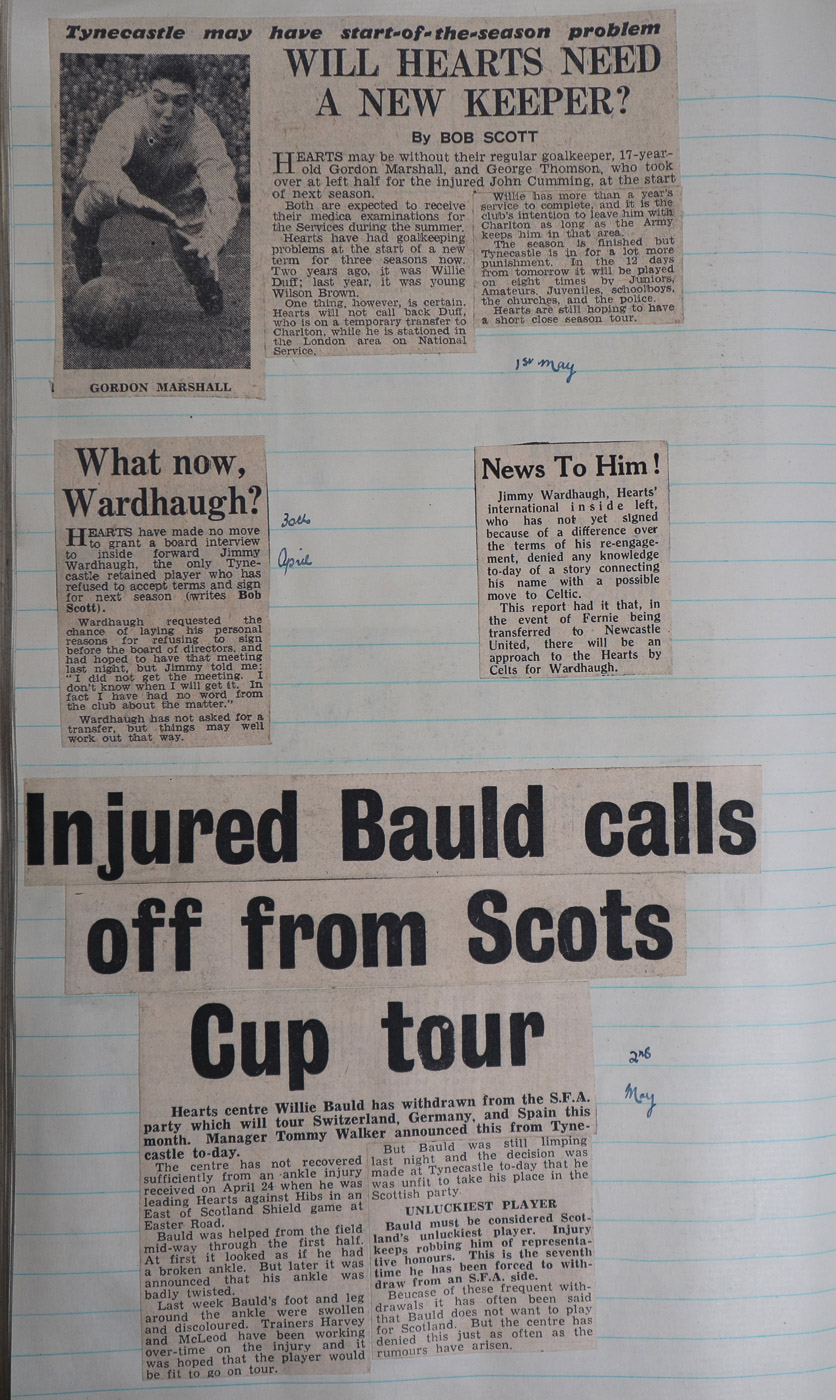 Tynecastle may have start-of-the-season problem
WILL HEARTS NEED
A NEW KEEPER?
By BOB SCOTT
HEARTS may be without their regular goalkeeper, 17-year-
old Gordon Marshall, and George Thomson, who took
over at left half for the injured John Cumming, at the start
of next season.
Both are expected to receive
their medica examinations for
the Services during the summer.
Hearts have had goalkeeping
problems at the start of a new
term for three seasons now.
Two years ago, it was Willie
Duff; last year, it was young
Wilson Brown.
One thing, however, is certain.
Hearts will not call back Duff,
who is on a temporary transfer to
Charlton, while he is stationed in
the London area on National
Service.
Willie has more than a year's
service to complete, and it is the
club's intention to leave him with
Charlton as long as the Army
keeps him in that area.
The season is finished but
Tynecastle is in for a lot more
punishment. In the 12 days
from tomorrow it will be played
on eight times by Juniors,
Amateurs, Juveniles, schoolboys,
the churches, and the police.
Hearts are still hoping to have
a short close season tour.
GORDON MARSHALL
1st May
What now,
Wardhaugh?
HEARTS have made no move
to grant a board interview
to inside forward Jimmy
Wardhaugh, the only Tyne-
castle retained player who has
refused to accept terms and sign
for next season (writes Bob
Scott).
Wardhaugh requested the
chance of laying his personal
reasons for refusing to sign
before the board of directors, and
had hoped to have that meeting
last night, but Jimmy told me:
"I did not get the meeting. I
don't know when I will get it. In
fact I have had no word from
the club about the matter."
Wardhaugh has not asked for a
transfer, but things may well
work out that way.
30th
April
News To Him!
Jimmy Wardhaugh, Hearts'
international inside left,
who has not yet signed
because of a difference over
the terms of his re-engage-
ment, denied any knowledge
to-day of a story connecting
his name with a possible
move to Celtic.
This report had it that, in
the event of Fernie being
transferred to Newcastle
United, there will be an
approach to the Hearts by
Celts for Wardhaugh.
Injured Bauld calls
off from Scots
Cup tour
Hearts centre Willie Bauld has withdrawn from the S.F.A.
party which will tour Switzerland, Germany, and Spain this
month. Manager Tommy Walker announced this from Tyne-
castle to-day.
The centre has not recovered
sufficiently from an ankle injury
received on April 24 when he was
leading Hearts against Hibs in an
East of Scotland Shield game at
Easter Road.
Bauld was helped from the field
mid-way through the first half.
At first it looked as if he had
a broken ankle. But later it was
announced that his ankle was
badly twisted.
Last week Bauld's foot and leg
around the ankle were swollen
and discoloured. Trainers Harvey
and McLeod have been working
over-time on the injury and it
was hoped that the player would
be fit to go on tour.
But Bauld was still limping
last night and the decision was
made at Tynecastle to-day that he
was unfit to take his place in the
Scottish party.
UNLUCKIEST PLAYER
Bauld must be considered Scot-
land's unluckiest player. Injury
keeps robbing him of representa-
tive honours. This is the seventh
time he has been forced to with-
draw from an S.F.A. side.
Beucase of these frequent with-
drawals it has often been said
that Bauld does not want to play
for Scotland. But the centre has
denied this just as often as the
rumours have arisen.
2nd
May